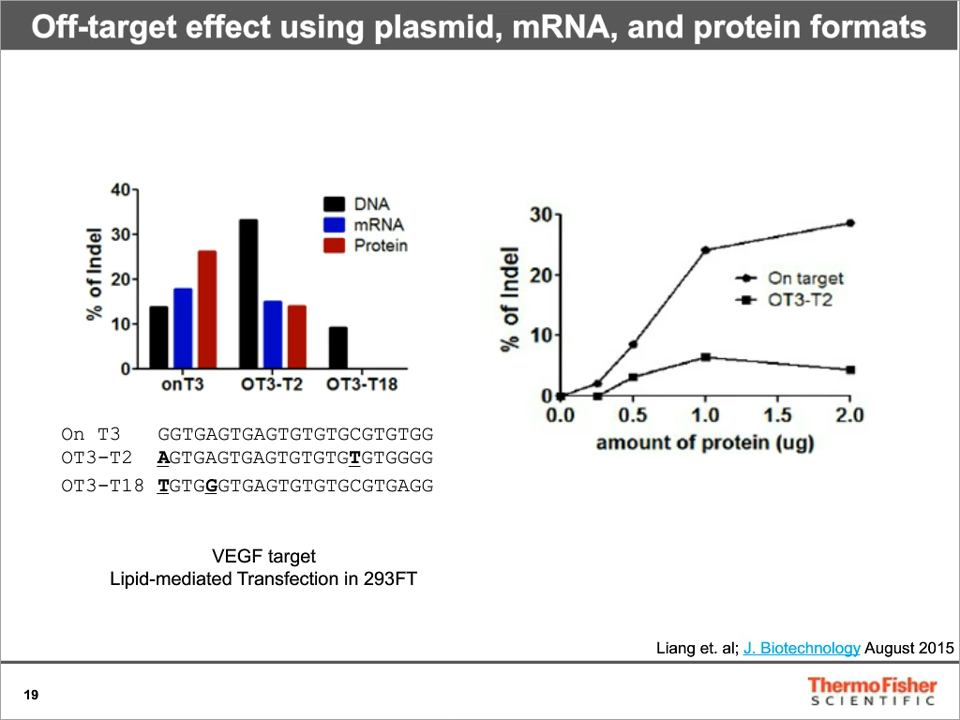 Off-target effect using plasmid, mRNA, and protein formats
40
30
20
10
0
% of Indel
DNA
mRNA
Protein
onT3 OT3-T2 OT3-T18
30
20
10
0
% of Indel
On target
OT3-T2
0.0 0.5 1.0 1.5 2.0
amount of protein (ug)
On T3 GGTGAGTGAGTGTGTGCGTGTGG
OT3-T2 AGTGAGTGAGTGTGTGTGTGGGG
OT3-T18 TGTGGGTGAGTGTGTGCGTGAGG
VEGF target
Lipid-mediated Transfection in 293FT
Liang et. al; J. Biotechnology August 2015
19
ThermoFisher
SCIENTIFIC